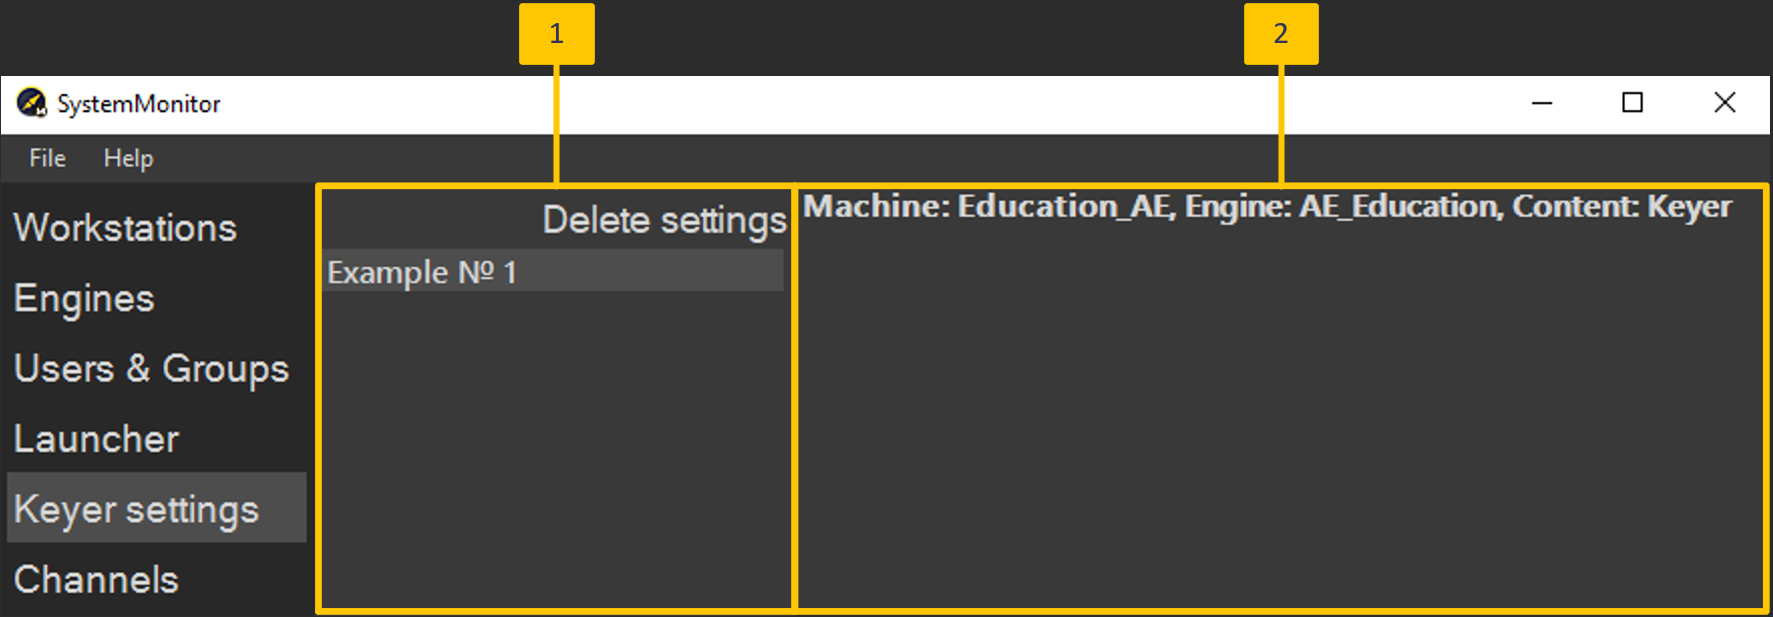 1
2
SystemMonitor
File Help
Workstations
Engines
Users & Groups
Launcher
Keyer settings
Channels
Delete settings
Example № 1
Machine: Education_AE, Engine: AE_Education, Content: Keyer